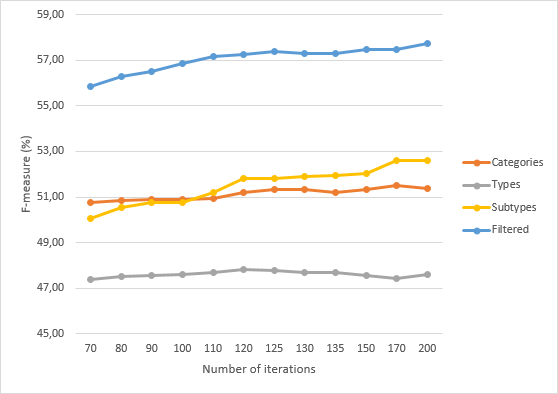 59,00
57,00
55,00
53,00
51,00
49,00
47,00
45,00
F-measure (%)
70 80 90 100 110 120 125 130 135 150 170 200
Number of iterations
Categories
Types
Subtypes
Filtered